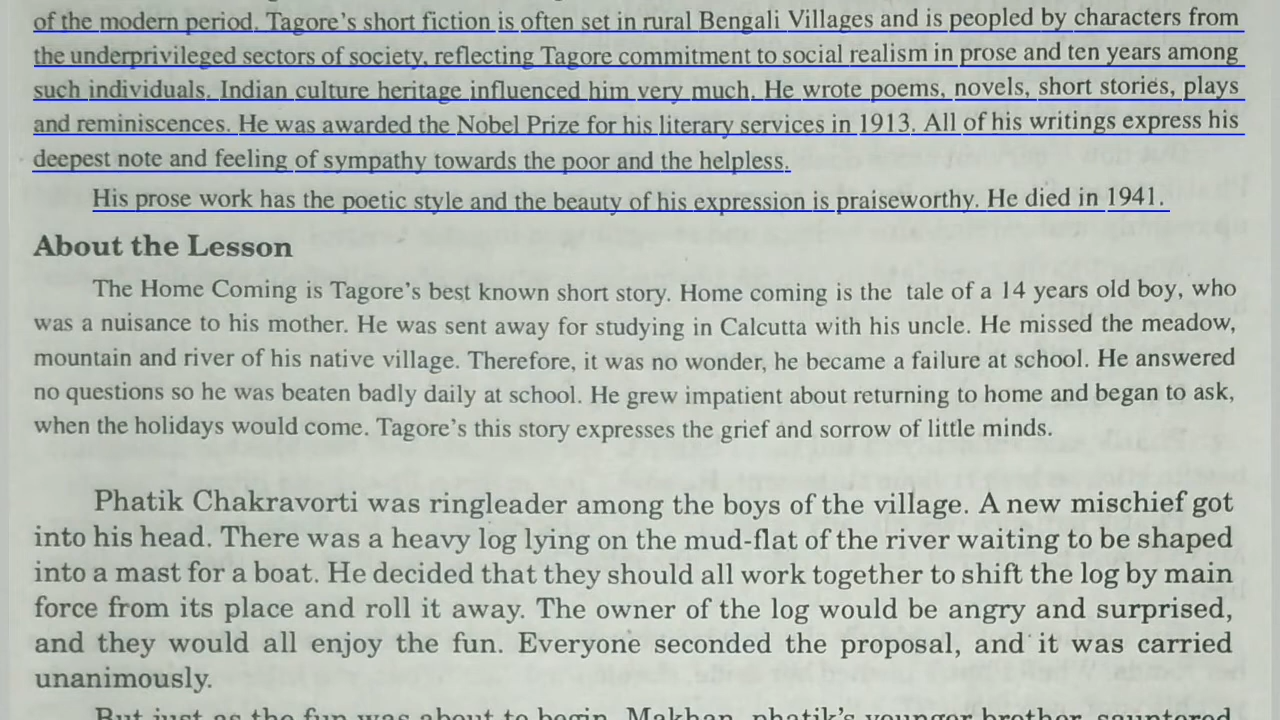 of the modern period. Tagore's short fiction is often set in rural Bengali Villages and is peopled by characters from
the underprivileged sectors of society, reflecting Tagore commitment to social realism in prose and ten years among
such individuals. Indian culture heritage influenced him very much. He wrote poems, novels, short stories, plays
and reminiscences. He was awarded the Nobel Prize for his literary services in 1913. All of his writings express his
deepest note and feeling of sympathy towards the poor and the helpless.
His prose work has the poetic style and the beauty of his expression is praiseworthy. He died in 1941.
About the Lesson
The Home Coming is Tagore's best known short story. Home coming is the tale of a 14 years old boy, who
was a nuisance to his mother. He was sent away for studying in Calcutta with his uncle. He missed the meadow,
mountain and river of his native village. Therefore, it was no wonder, he became a failure at school. He answered
no questions so he was beaten badly daily at school. He grew impatient about returning to home and began to ask,
when the holidays would come. Tagore's this story expresses the grief and sorrow of little minds.
Phatik Chakravorti was ringleader among the boys of the village. A new mischief got
into his head. There was a heavy log lying on the mud-flat of the river waiting to be shaped
into a mast for a boat. He decided that they should all work together to shift the log by main
force from its place and roll it away. The owner of the log would be angry and surprised,
and they would all enjoy the fun. Everyone seconded the proposal, and it was carried
unanimously.
But just as the fun was about to begin, Makhan, phatik's younger brother sauntered